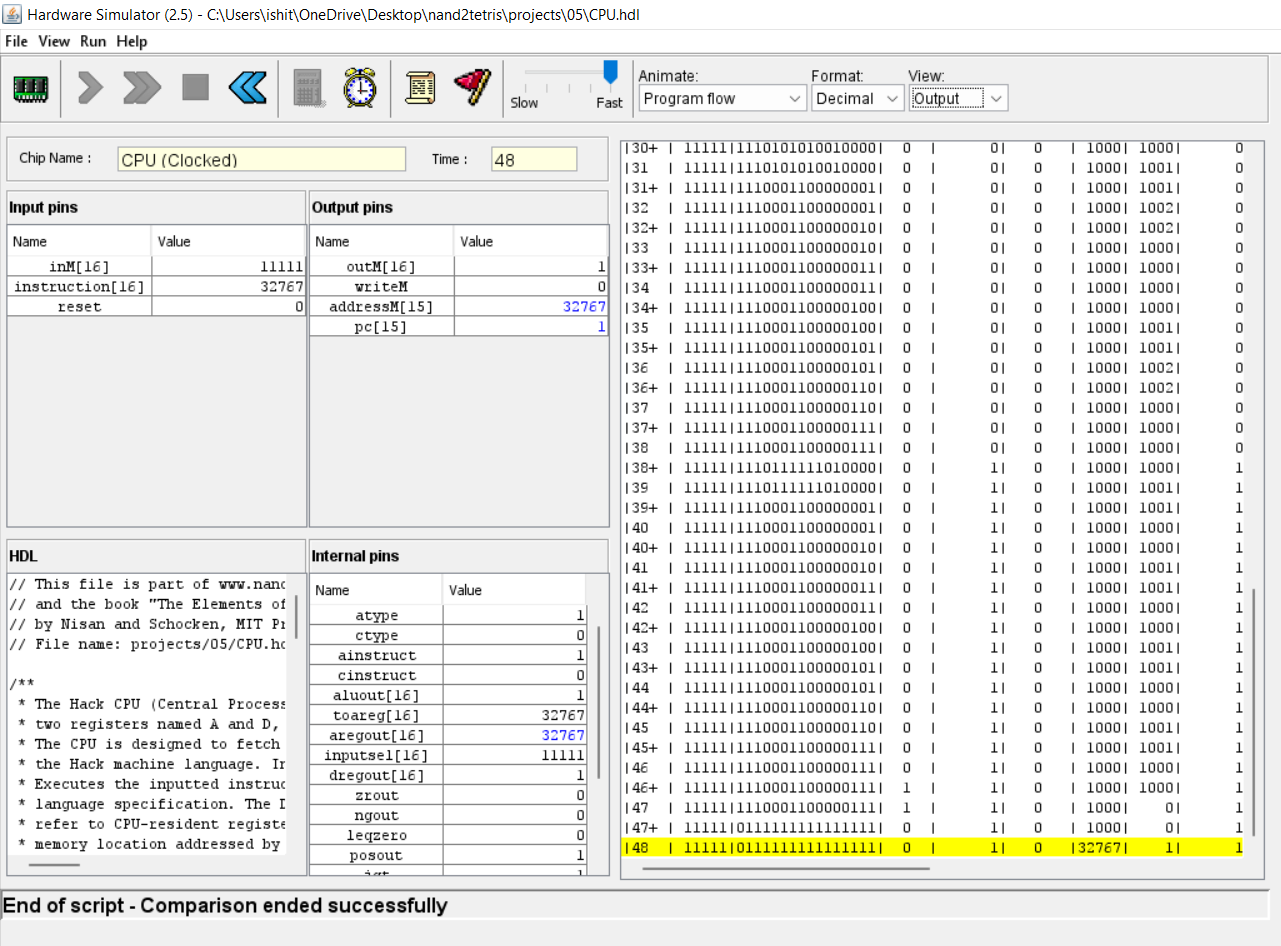 Hardware Simulator (2.5) - C:\Users\ishit\OneDrive\Desktop\nand2tetris\projects\05\CPU.hdl
File View Run Help
Slow Fast
Animate: Format: View:
Program flow Decimal Output
Chip Name : CPU (Clocked) Time : 48
Input pins
Name Value
inM[16] 11111
instruction[16] 32767
reset 0
Output pins
Name Value
outM[16] 1
writeM 0
addressM[15] 32767
pc[15] 1
HDL
// This file is part of www.nand
// and the book "The Elements of
// by Nisan and Schocken, MIT Pr
// File name: projects/05/CPU.hd
/**
* The Hack CPU (Central Process
* two registers named A and D,
* The CPU is designed to fetch
* the Hack machine language. In
* Executes the inputted instruc
* language specification. The D
* refer to CPU-resident registe
* memory location addressed by
Internal pins
Name Value
atype 1
ctype 0
ainstruct 1
cinstruct 0
aluout[16] 1
toareg[16] 32767
aregout[16] 32767
inputsel[16] 11111
dregout[16] 1
zrout 0
ngout 0
leqzero 0
posout 1
|30+ | 11111|1110101010010000| 0 | 0| 0 | 1000| 1000| 0
|31 | 11111|1110101010010000| 0 | 0| 0 | 1000| 1001| 0
|31+ | 11111|1110001100000001| 0 | 0| 0 | 1000| 1001| 0
|32 | 11111|1110001100000001| 0 | 0| 0 | 1000| 1002| 0
|32+ | 11111|1110001100000010| 0 | 0| 0 | 1000| 1002| 0
|33 | 11111|1110001100000010| 0 | 0| 0 | 1000| 1000| 0
|33+ | 11111|1110001100000011| 0 | 0| 0 | 1000| 1000| 0
|34 | 11111|1110001100000011| 0 | 0| 0 | 1000| 1000| 0
|34+ | 11111|1110001100000100| 0 | 0| 0 | 1000| 1000| 0
|35 | 11111|1110001100000100| 0 | 0| 0 | 1000| 1001| 0
|35+ | 11111|1110001100000101| 0 | 0| 0 | 1000| 1001| 0
|36 | 11111|1110001100000101| 0 | 0| 0 | 1000| 1002| 0
|36+ | 11111|1110001100000110| 0 | 0| 0 | 1000| 1002| 0
|37 | 11111|1110001100000110| 0 | 0| 0 | 1000| 1000| 0
|37+ | 11111|1110001100000111| 0 | 0| 0 | 1000| 1000| 0
|38 | 11111|1110001100000111| 0 | 0| 0 | 1000| 1000| 0
|38+ | 11111|1110111111010000| 0 | 1| 0 | 1000| 1000| 1
|39 | 11111|1110111111010000| 0 | 1| 0 | 1000| 1001| 1
|39+ | 11111|1110001100000001| 0 | 1| 0 | 1000| 1001| 1
|40 | 11111|1110001100000001| 0 | 1| 0 | 1000| 1000| 1
|40+ | 11111|1110001100000010| 0 | 1| 0 | 1000| 1000| 1
|41 | 11111|1110001100000010| 0 | 1| 0 | 1000| 1001| 1
|41+ | 11111|1110001100000011| 0 | 1| 0 | 1000| 1001| 1
|42 | 11111|1110001100000011| 0 | 1| 0 | 1000| 1000| 1
|42+ | 11111|1110001100000100| 0 | 1| 0 | 1000| 1000| 1
|43 | 11111|1110001100000100| 0 | 1| 0 | 1000| 1001| 1
|43+ | 11111|1110001100000101| 0 | 1| 0 | 1000| 1001| 1
|44 | 11111|1110001100000101| 0 | 1| 0 | 1000| 1000| 1
|44+ | 11111|1110001100000110| 0 | 1| 0 | 1000| 1000| 1
|45 | 11111|1110001100000110| 0 | 1| 0 | 1000| 1001| 1
|45+ | 11111|1110001100000111| 0 | 1| 0 | 1000| 1001| 1
|46 | 11111|1110001100000111| 0 | 1| 0 | 1000| 1000| 1
|46+ | 11111|1110001100000111| 1 | 1| 0 | 1000| 1000| 1
|47 | 11111|1110001100000111| 1 | 1| 0 | 1000| 0| 1
|47+ | 11111|0111111111111111| 0 | 1| 0 | 1000| 0| 1
|48 | 11111|0111111111111111| 0 | 1| 0 |32767| 1| 1
End of script - Comparison ended successfully